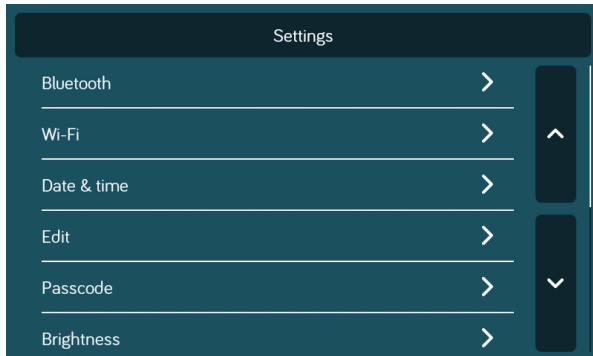 Settings
Bluetooth
Wi-Fi
Date & time
Edit
Passcode
Brightness